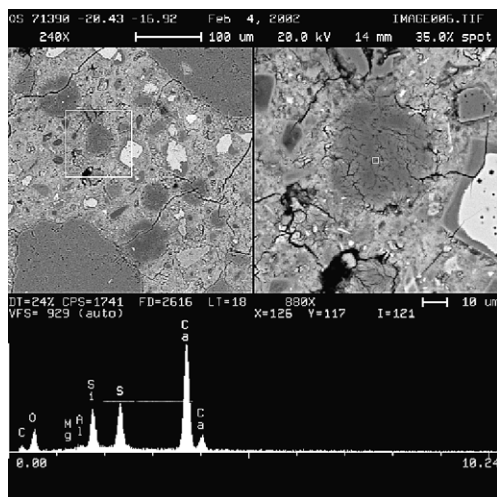 OS 71390 -20.43 -16.92 Feb 4, 2002 IMAGE006.TIF
240X 100 um 20.0 kV 14 mm 35.0% spot
DT=24% CPS=1741 FD=2616 LT=18 880X 10 um
VFS= 929 (auto) X=126 Y=117 I=121
C O Mg Al Si S Ca Ca
0.00 10.24